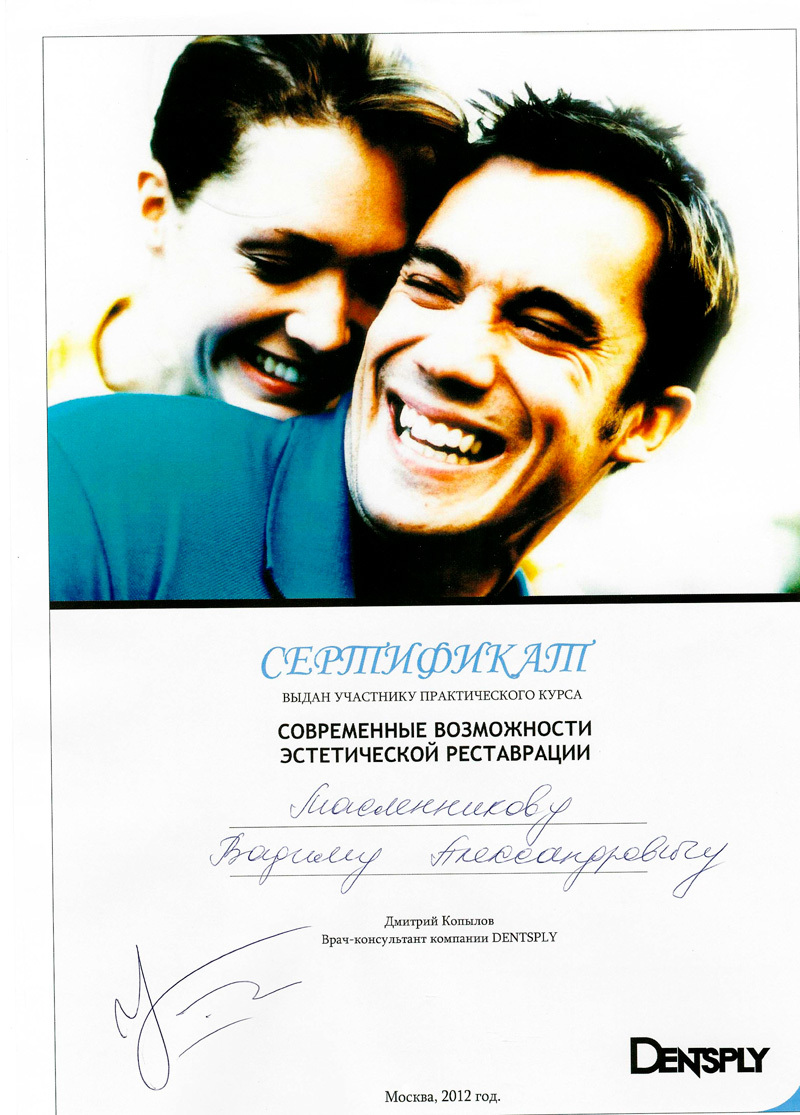 СЕРТИФИКАТ
ВЫДАН УЧАСТНИКУ ПРАКТИЧЕСКОГО КУРСА
СОВРЕМЕННЫЕ ВОЗМОЖНОСТИ
ЭСТЕТИЧЕСКОЙ РЕСТАВРАЦИИ
Масленникову
Вадиму Александровичу
Дмитрий Копылов
Врач-консультант компании DENTSPLY
DENTSPLY
Москва, 2012 год.